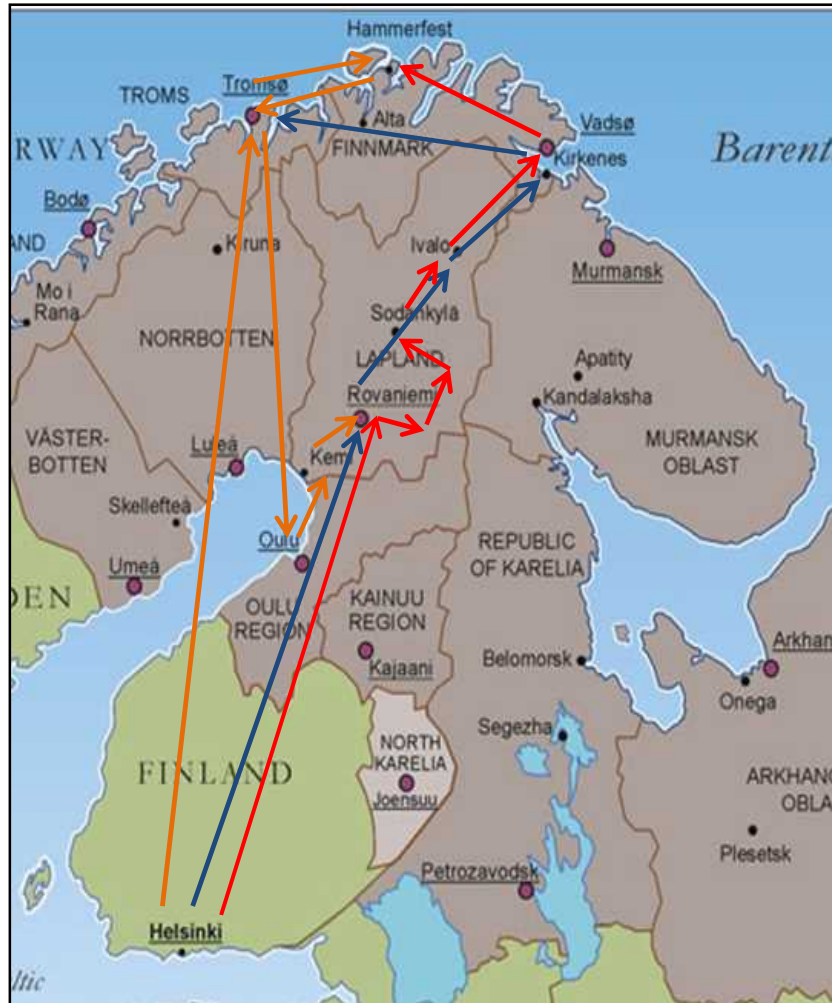 Hammerfest
TROMS
Tromsø
Alta
FINNMARK
Vadsø
Kirkenes
RWAY
Barent
Bodø
AND
Kiruna
Ivalo
Murmansk
Mo i
Rana
NORRBOTTEN
Sodankylä
LAPLAND
Apatity
Kandalaksha
Rovaniemi
VÄSTER-
BOTTEN
Luleå
Kemi
MURMANSK
OBLAST
Skellefteå
Oulu
REPUBLIC
OF KARELIA
Umeå
DEN
OULU
REGION
KAINUU
REGION
Kajaani
Belomorsk
Arkhan
Onega
Segezha
NORTH
KARELIA
FINLAND
Joensuu
ARKHANG
OBLA
Plesetsk
Petrozavodsk
Helsinki
ltic